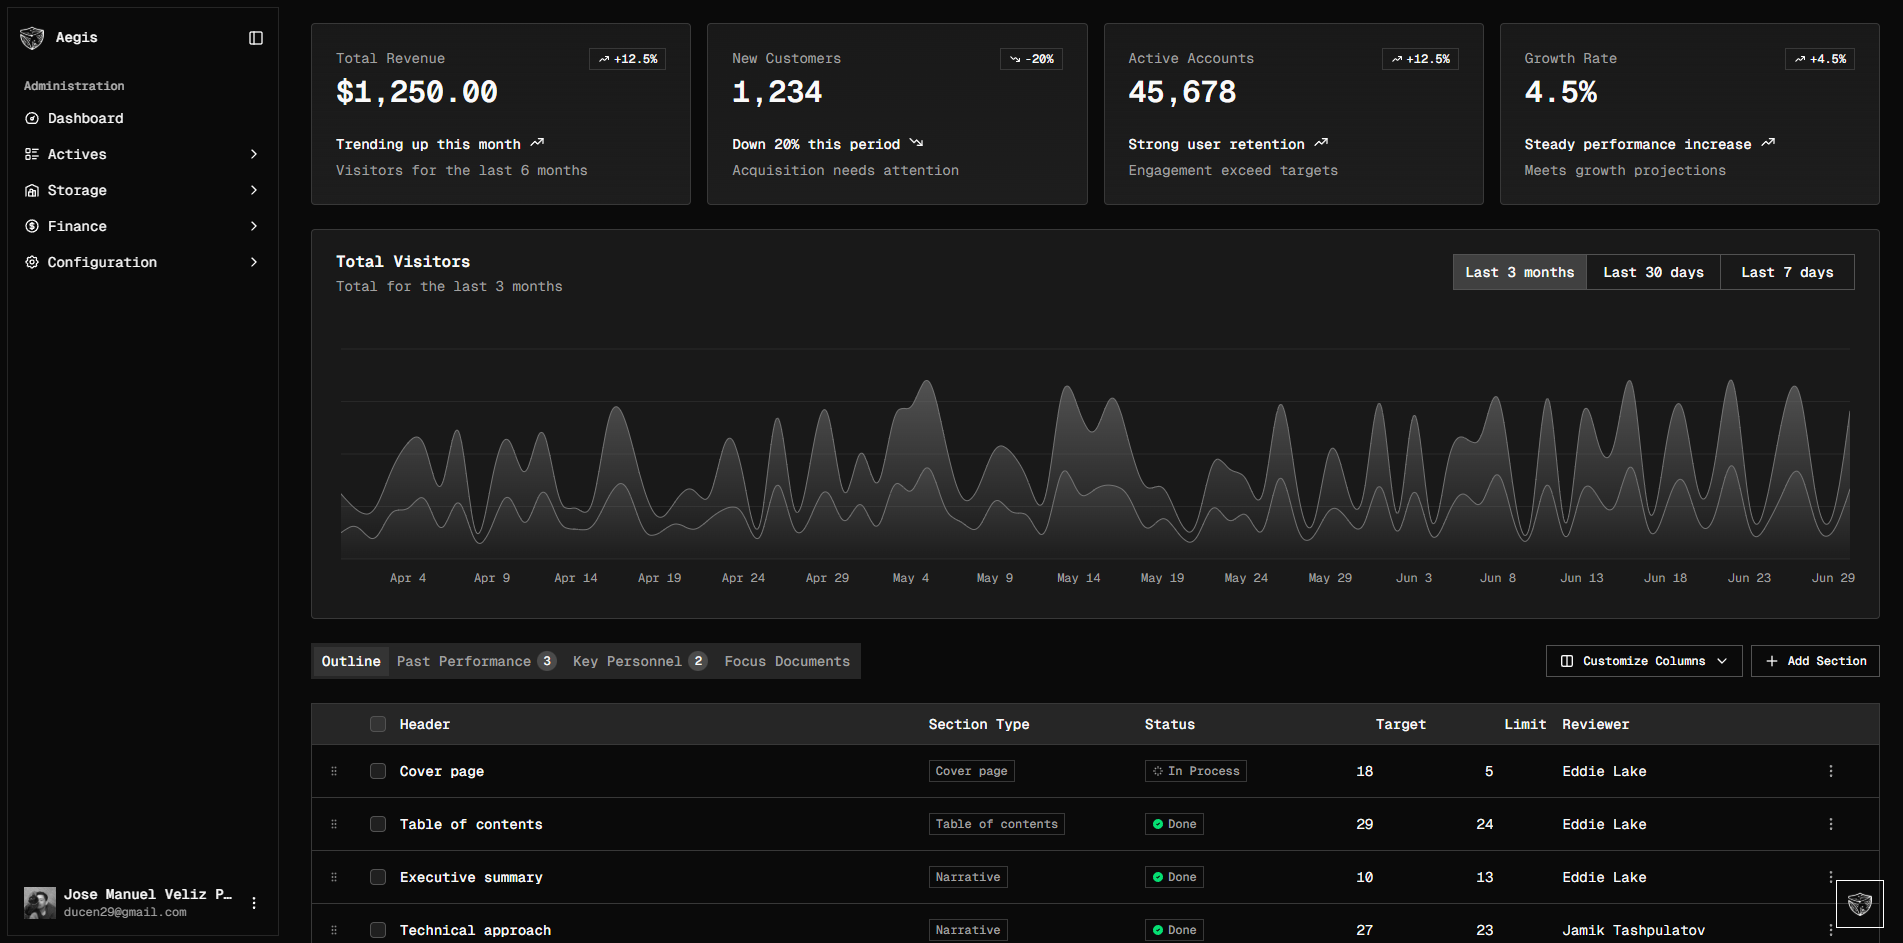 Aegis
Administration
Dashboard
Actives
Storage
Finance
Configuration
Jose Manuel Veliz P…
ducen29@gmail.com
Total Revenue
+12.5%
$1,250.00
Trending up this month
Visitors for the last 6 months
New Customers
-20%
1,234
Down 20% this period
Acquisition needs attention
Active Accounts
+12.5%
45,678
Strong user retention
Engagement exceed targets
Growth Rate
+4.5%
4.5%
Steady performance increase
Meets growth projections
Total Visitors
Total for the last 3 months
Last 3 months Last 30 days Last 7 days
Apr 4 Apr 9 Apr 14 Apr 19 Apr 24 Apr 29 May 4 May 9 May 14 May 19 May 24 May 29 Jun 3 Jun 8 Jun 13 Jun 18 Jun 23 Jun 29
Outline Past Performance 3 Key Personnel 2 Focus Documents
Customize Columns + Add Section
Header Section Type Status Target Limit Reviewer
Cover page Cover page In Process 18 5 Eddie Lake
Table of contents Table of contents Done 29 24 Eddie Lake
Executive summary Narrative Done 10 13 Eddie Lake
Technical approach Narrative Done 27 23 Jamik Tashpulatov